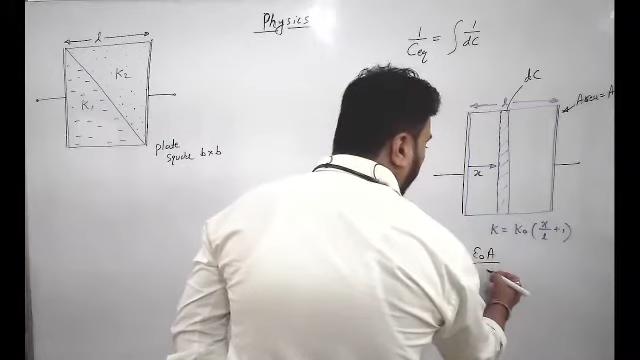 Physics
l
K₂
K₁
plate
square b×b
1/Ceq = ∫ 1/dC
dC
l
Area = A
x
K = K₀ (x/l + 1)
ε₀A